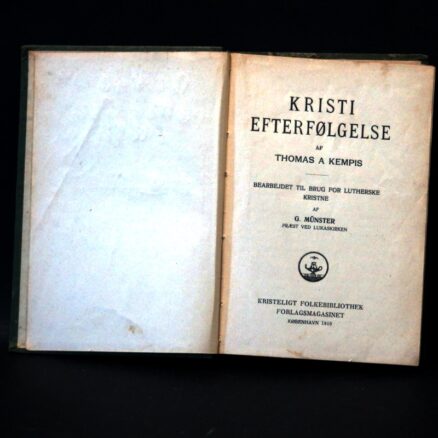 KRISTI
EFTERFØLGELSE
AF
THOMAS A KEMPIS
BEARBEJDET TIL BRUG FOR LUTHERSKE
KRISTNE
AF
G. MÜNSTER
PRÆST VED LUKASKIRKEN
KRISTELIGT FOLKEBIBLIOTHEK
FORLAGSMAGASINET
KØBENHAVN